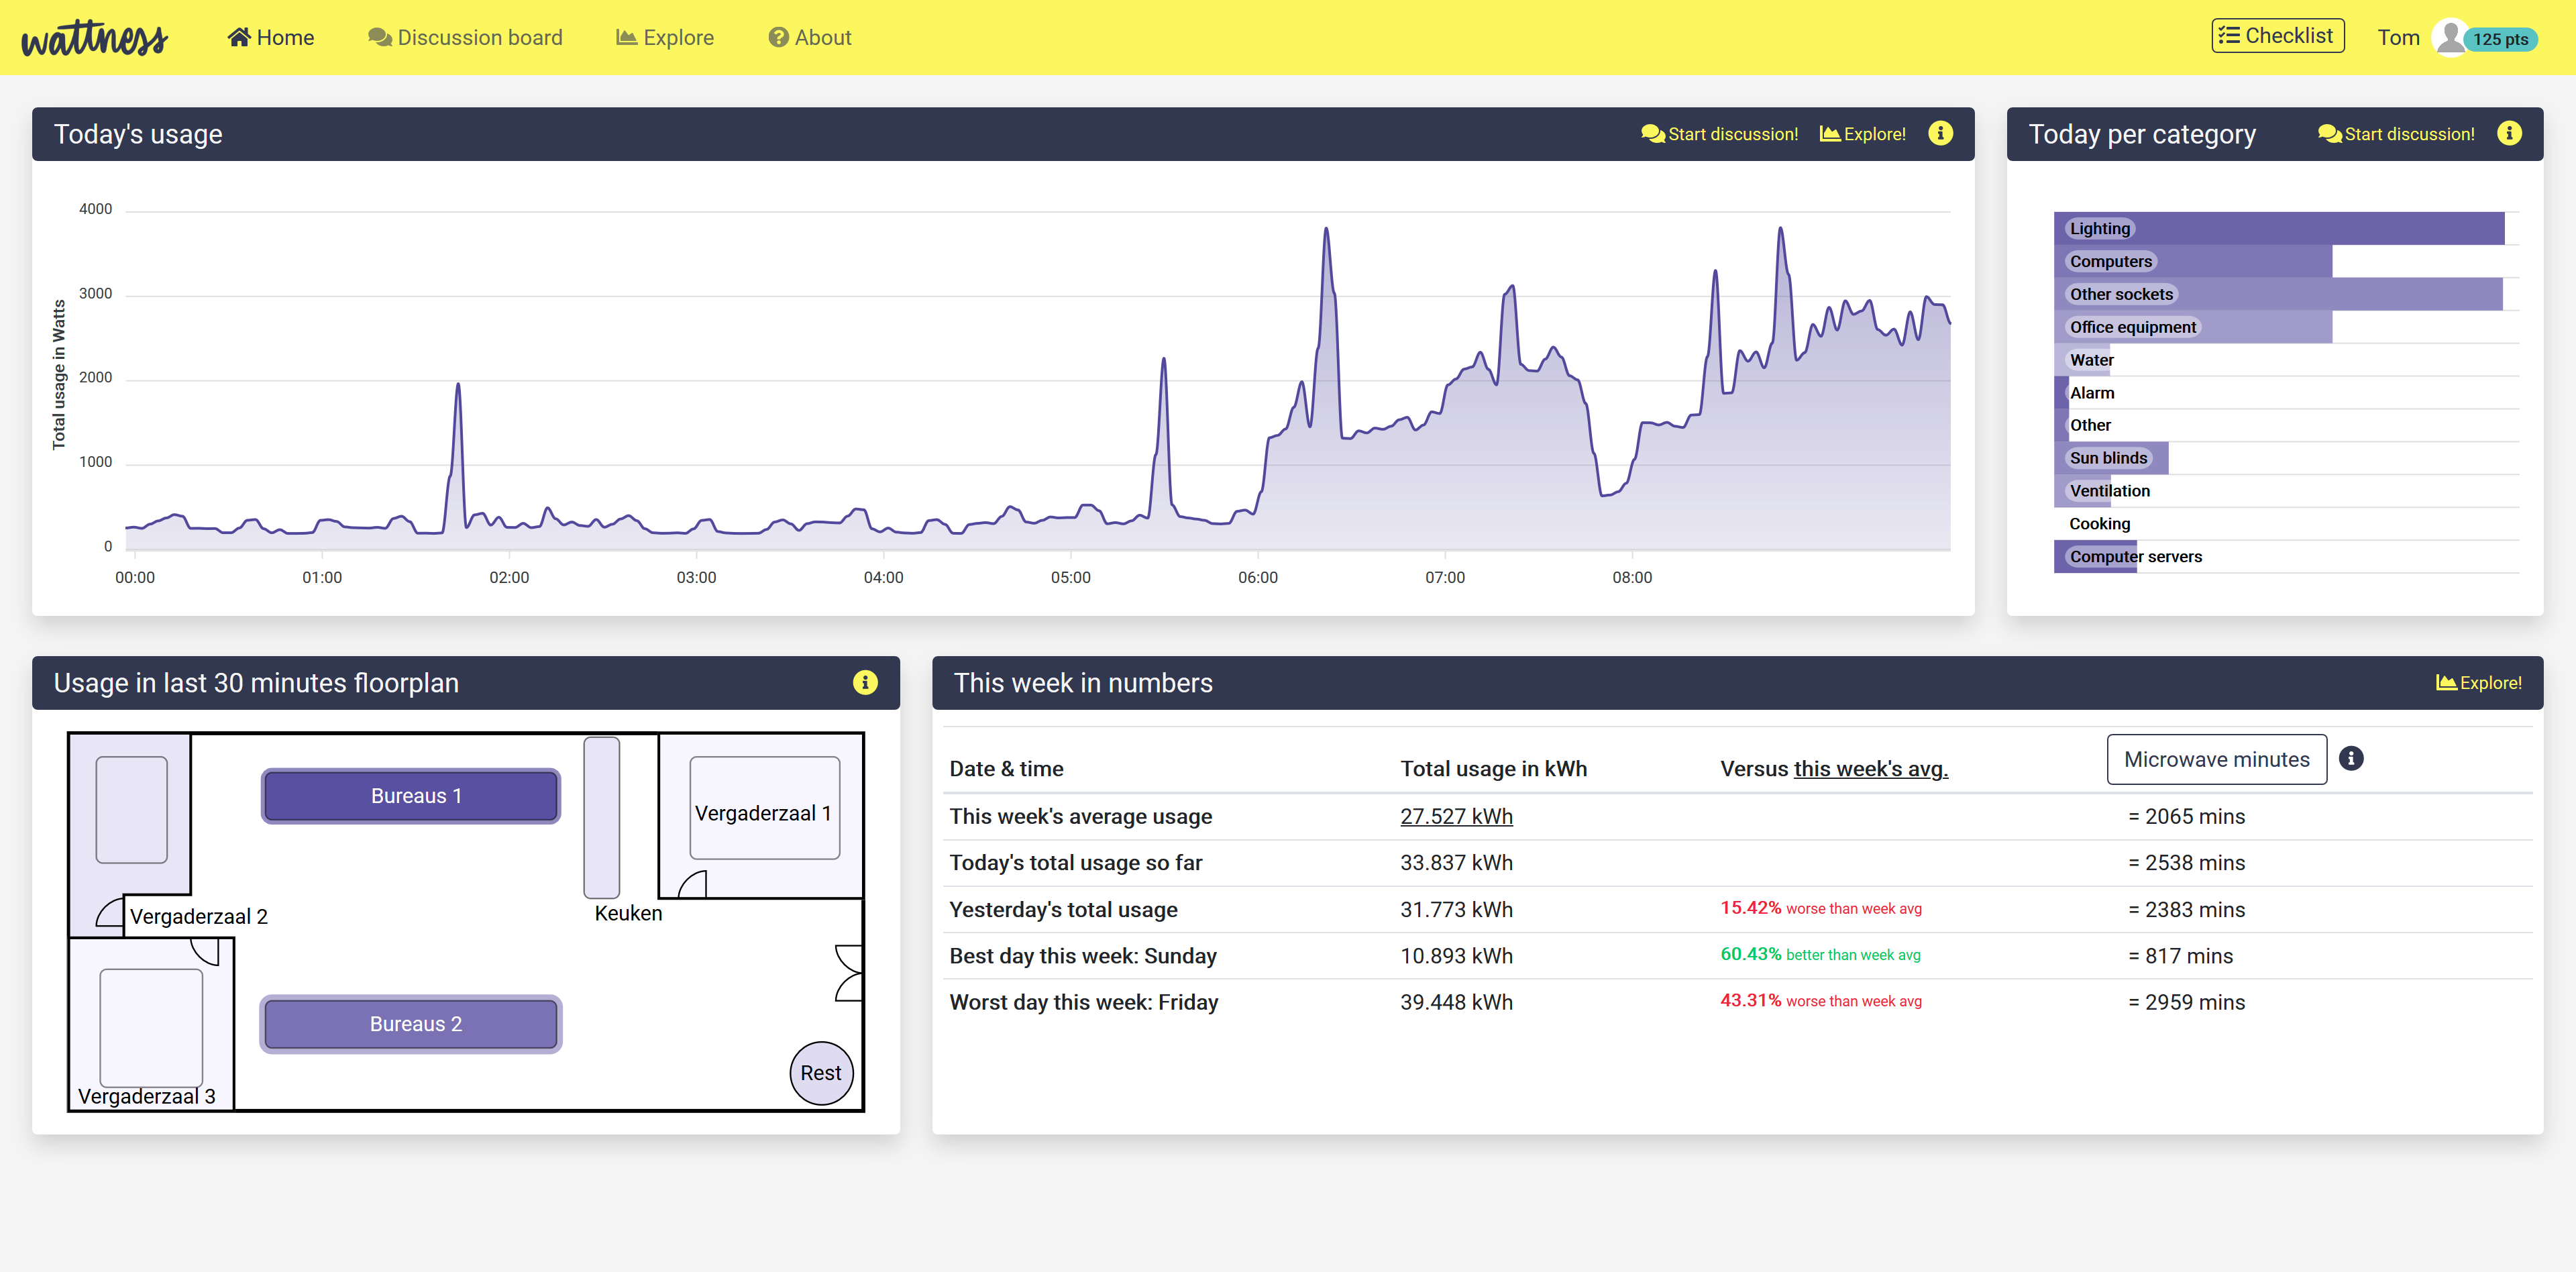 wattness Home Discussion board Explore About Checklist Tom 125 pts
Today's usage Start discussion! Explore!
4000
3000
2000
1000
0
Total usage in Watts
00:00 01:00 02:00 03:00 04:00 05:00 06:00 07:00 08:00
Today per category Start discussion!
Lighting
Computers
Other sockets
Office equipment
Water
Alarm
Other
Sun blinds
Ventilation
Cooking
Computer servers
Usage in last 30 minutes floorplan
Bureaus 1
Vergaderzaal 1
Keuken
Vergaderzaal 2
Bureaus 2
Rest
Vergaderzaal 3
This week in numbers Explore!
Date & time Total usage in kWh Versus this week's avg. Microwave minutes
This week's average usage 27.527 kWh = 2065 mins
Today's total usage so far 33.837 kWh = 2538 mins
Yesterday's total usage 31.773 kWh 15.42% worse than week avg = 2383 mins
Best day this week: Sunday 10.893 kWh 60.43% better than week avg = 817 mins
Worst day this week: Friday 39.448 kWh 43.31% worse than week avg = 2959 mins